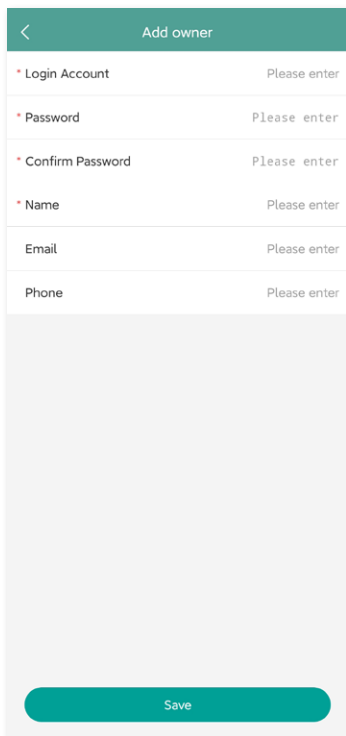 Add owner
* Login Account Please enter
* Password Please enter
* Confirm Password Please enter
* Name Please enter
Email Please enter
Phone Please enter
Save